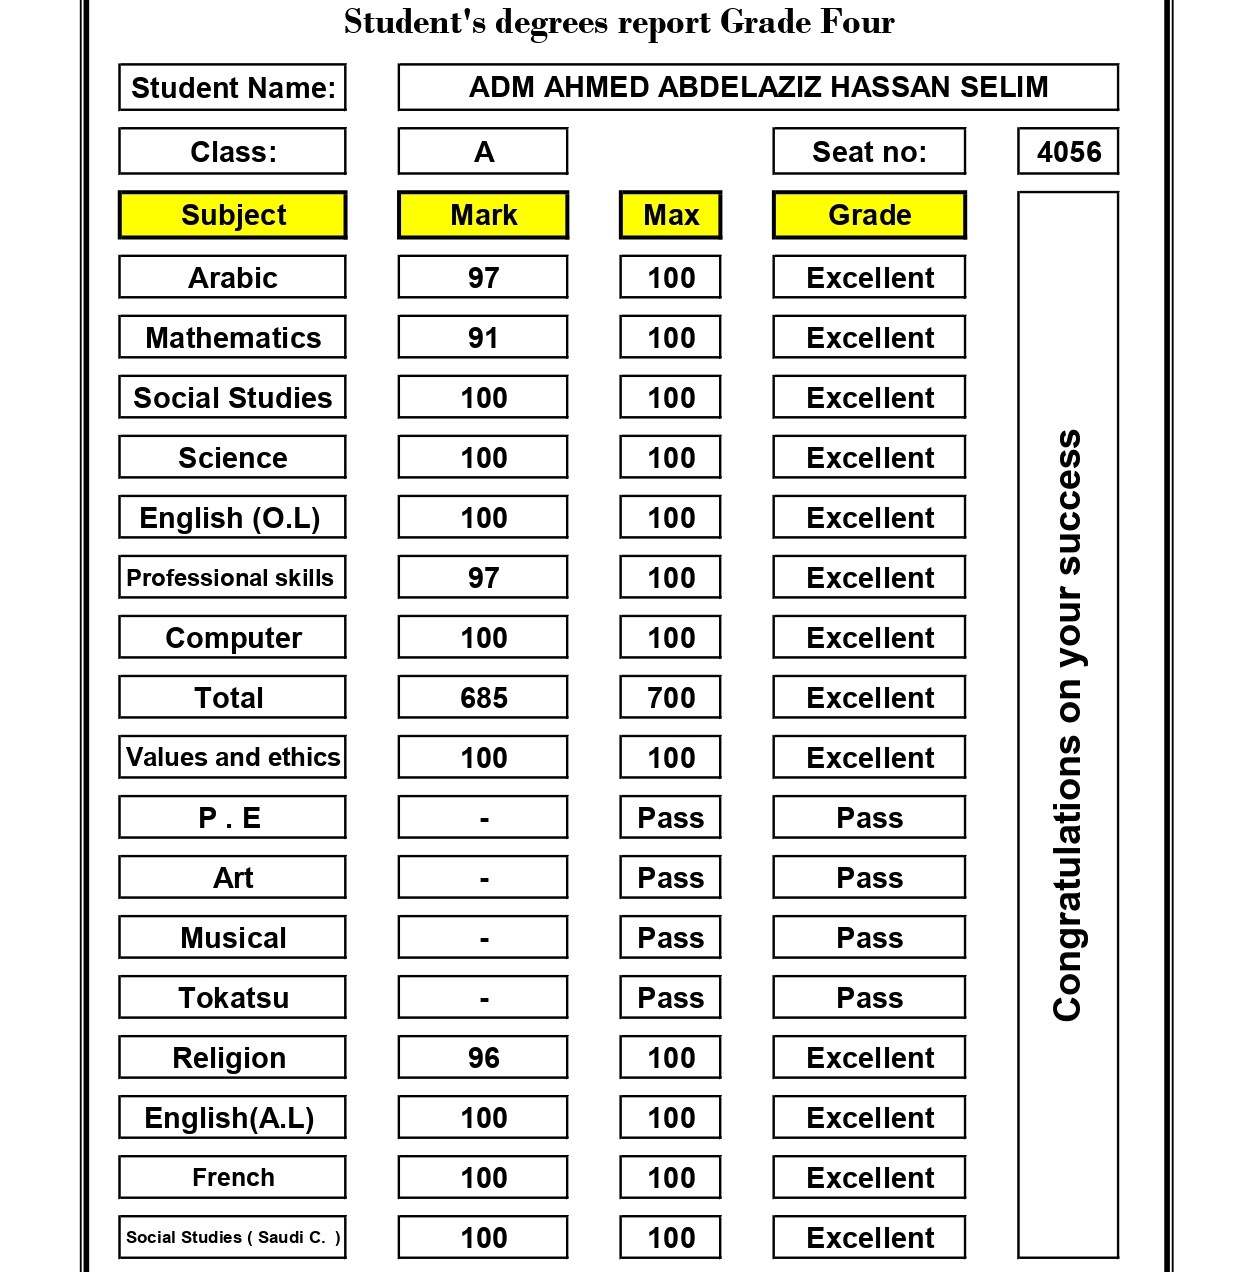 Student's degrees report Grade Four
Student Name: ADM AHMED ABDELAZIZ HASSAN SELIM
Class: A Seat no: 4056
Subject Mark Max Grade
Arabic 97 100 Excellent
Mathematics 91 100 Excellent
Social Studies 100 100 Excellent
Science 100 100 Excellent
English (O.L) 100 100 Excellent
Professional skills 97 100 Excellent
Computer 100 100 Excellent
Total 685 700 Excellent
Values and ethics 100 100 Excellent
P . E - Pass Pass
Art - Pass Pass
Musical - Pass Pass
Tokatsu - Pass Pass
Religion 96 100 Excellent
English(A.L) 100 100 Excellent
French 100 100 Excellent
Social Studies ( Saudi C. ) 100 100 Excellent
Congratulations on your success